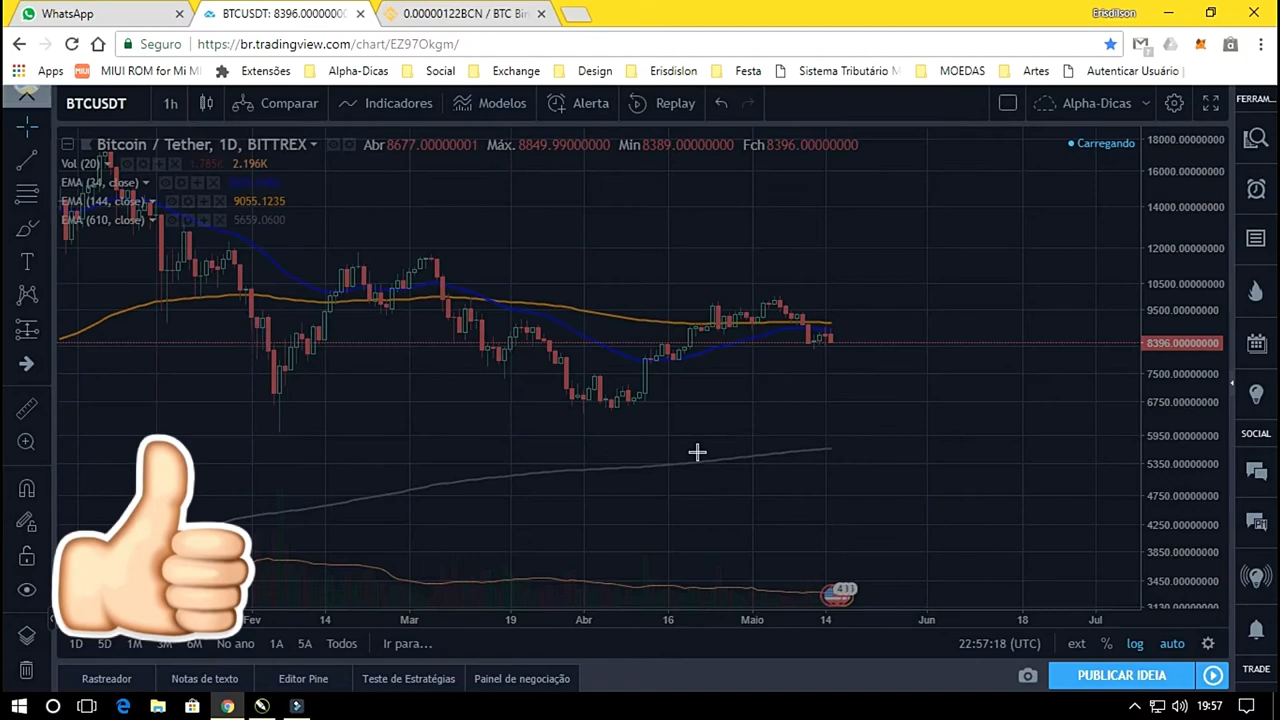 WhatsApp
BTCUSDT: 8396.0000000
0.00000122BCN / BTC Bin
Erisdilson
Seguro
https://br.tradingview.com/chart/EZ97Okgm/
Apps
MIUI ROM for Mi M
Extensões
Alpha-Dicas
Social
Exchange
Design
Erisdislon
Festa
Sistema Tributário M
MOEDAS
Artes
Autenticar Usuário
BTCUSDT
1h
Comparar
Indicadores
Modelos
Alerta
Replay
Alpha-Dicas
FERRAM...
Bitcoin / Tether, 1D, BITTREX
Abr 8677.00000001 Máx. 8849.99000000 Min 8389.00000000 Fch 8396.00000000
Carregando
Vol (20) 1.785K 2.196K
EMA (34, close)
EMA (144, close) 9055.1235
EMA (610, close) 5659.0600
18000.00000000
16000.00000000
14000.00000000
12000.00000000
10500.00000000
9500.00000000
8396.00000000
7500.00000000
6750.00000000
5950.00000000
5350.00000000
4750.00000000
4250.00000000
3850.00000000
3450.00000000
3130.00000000
SOCIAL
Fev 14 Mar 19 Abr 16 Maio 14 Jun 18 Jul
1D 5D 1M 3M 6M No ano 1A 5A Todos Ir para...
22:57:18 (UTC)
ext % log auto
Rastreador
Notas de texto
Editor Pine
Teste de Estratégias
Painel de negociação
PUBLICAR IDEIA
TRADE
19:57